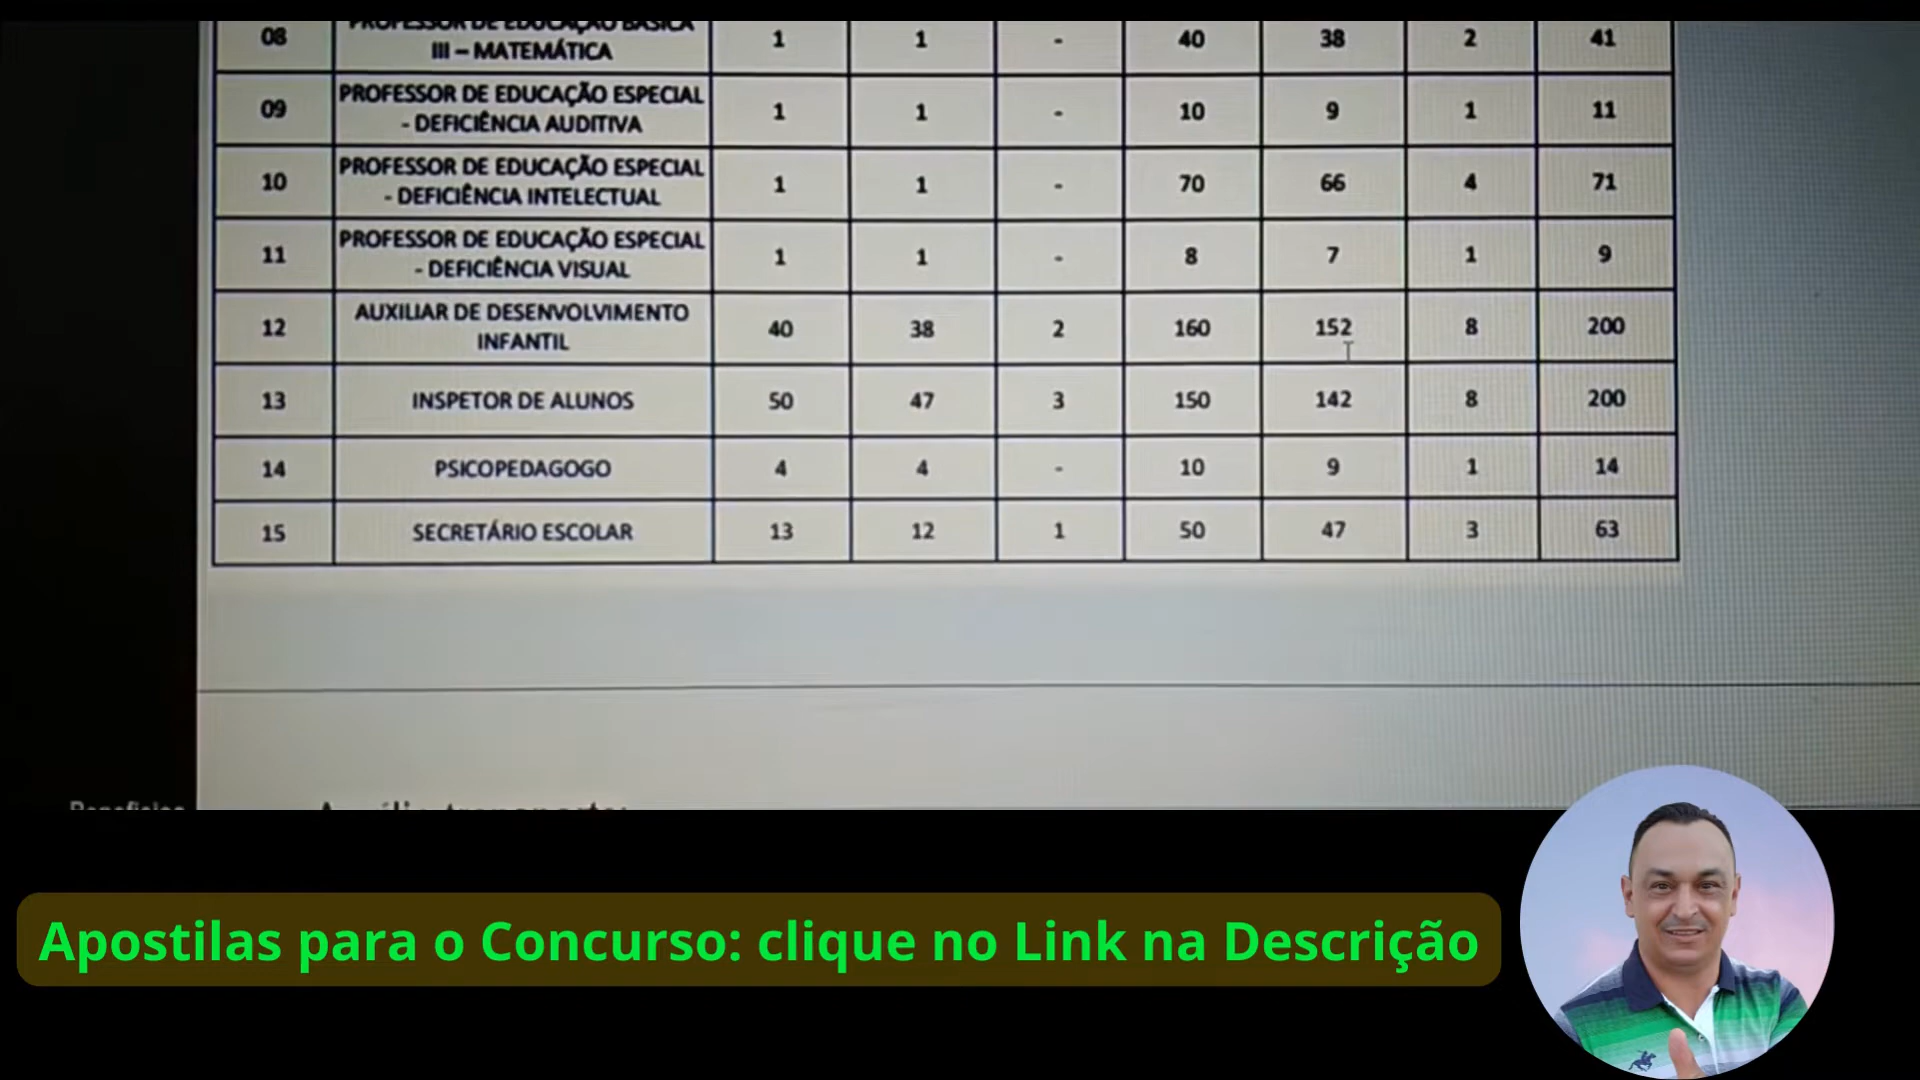 08 PROFESSOR DE EDUCAÇÃO BÁSICA III – MATEMÁTICA 1 1 - 40 38 2 41
09 PROFESSOR DE EDUCAÇÃO ESPECIAL - DEFICIÊNCIA AUDITIVA 1 1 - 10 9 1 11
10 PROFESSOR DE EDUCAÇÃO ESPECIAL - DEFICIÊNCIA INTELECTUAL 1 1 - 70 66 4 71
11 PROFESSOR DE EDUCAÇÃO ESPECIAL - DEFICIÊNCIA VISUAL 1 1 - 8 7 1 9
12 AUXILIAR DE DESENVOLVIMENTO INFANTIL 40 38 2 160 152 8 200
13 INSPETOR DE ALUNOS 50 47 3 150 142 8 200
14 PSICOPEDAGOGO 4 4 - 10 9 1 14
15 SECRETÁRIO ESCOLAR 13 12 1 50 47 3 63
Apostilas para o Concurso: clique no Link na Descrição